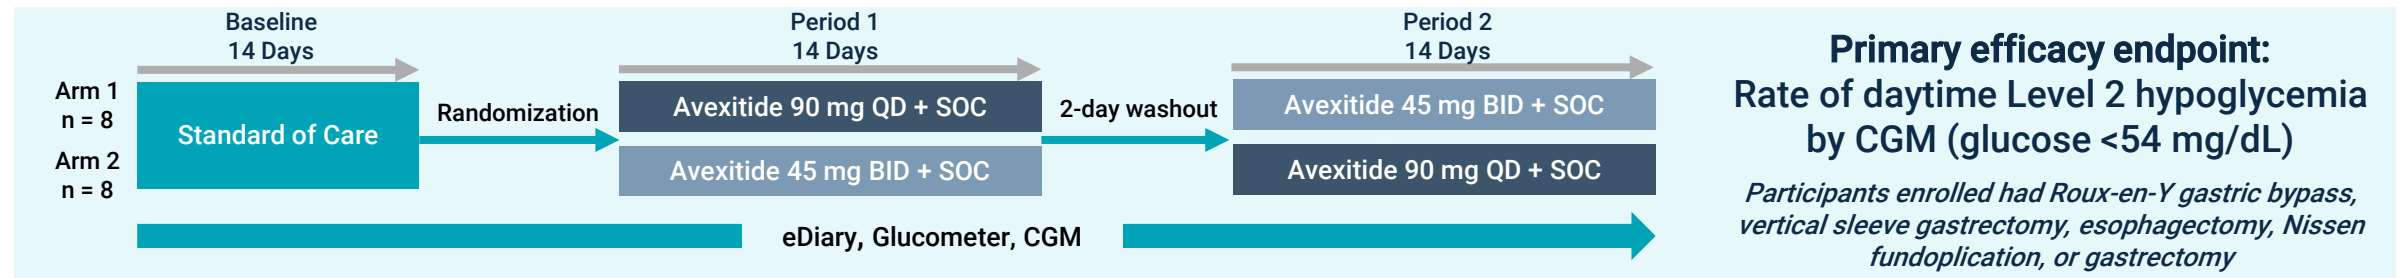 Baseline
14 Days
Period 1
14 Days
Period 2
14 Days
Arm 1
n = 8
Arm 2
n = 8
Standard of Care
Randomization
Avexitide 90 mg QD + SOC
Avexitide 45 mg BID + SOC
2-day washout
Avexitide 45 mg BID + SOC
Avexitide 90 mg QD + SOC
eDiary, Glucometer, CGM
Primary efficacy endpoint:
Rate of daytime Level 2 hypoglycemia
by CGM (glucose <54 mg/dL)
Participants enrolled had Roux-en-Y gastric bypass,
vertical sleeve gastrectomy, esophagectomy, Nissen
fundoplication, or gastrectomy